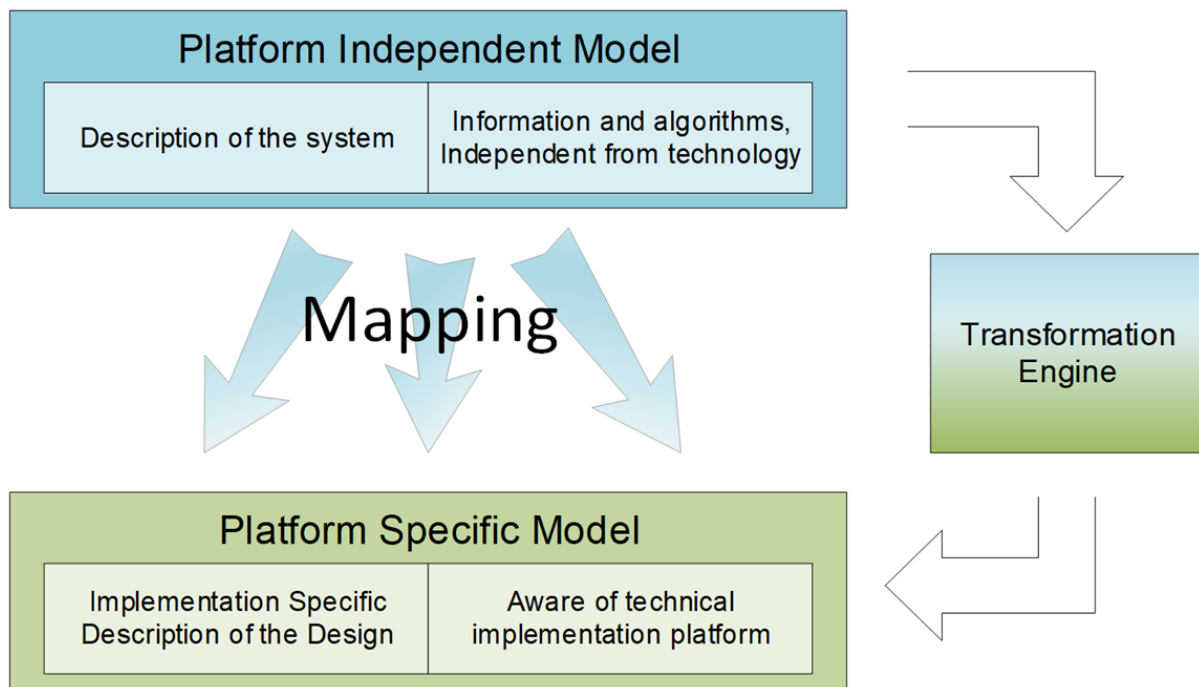 Platform Independent Model
Description of the system
Information and algorithms,
Independent from technology
Mapping
Transformation
Engine
Platform Specific Model
Implementation Specific
Description of the Design
Aware of technical
implementation platform